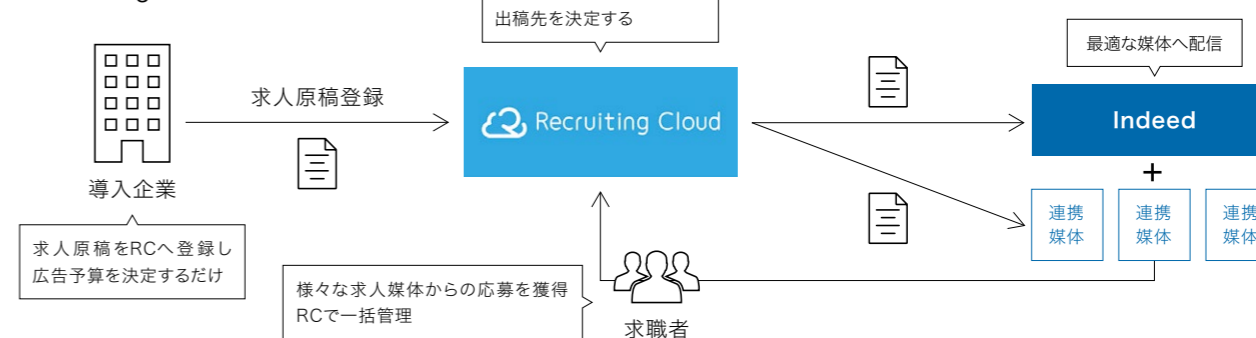 出稿先を決定する
最適な媒体へ配信
求人原稿登録
Recruiting Cloud
Indeed
+
導入企業
連携
媒体
連携
媒体
連携
媒体
求人原稿をRCへ登録し
広告予算を決定するだけ
様々な求人媒体からの応募を獲得
RCで一括管理
求職者